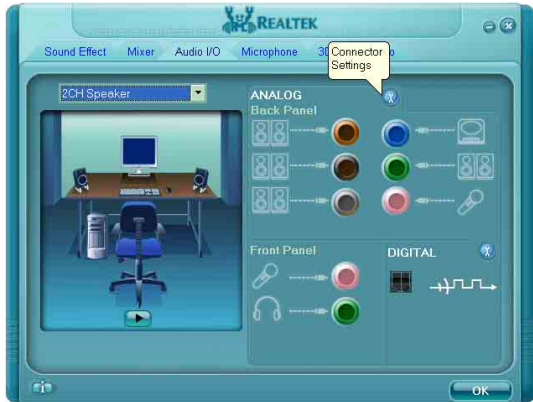 REALTEK
Sound Effect
Mixer
Audio I/O
Microphone
3D
Connector
Settings
2CH Speaker
ANALOG
Back Panel
Front Panel
DIGITAL
OK